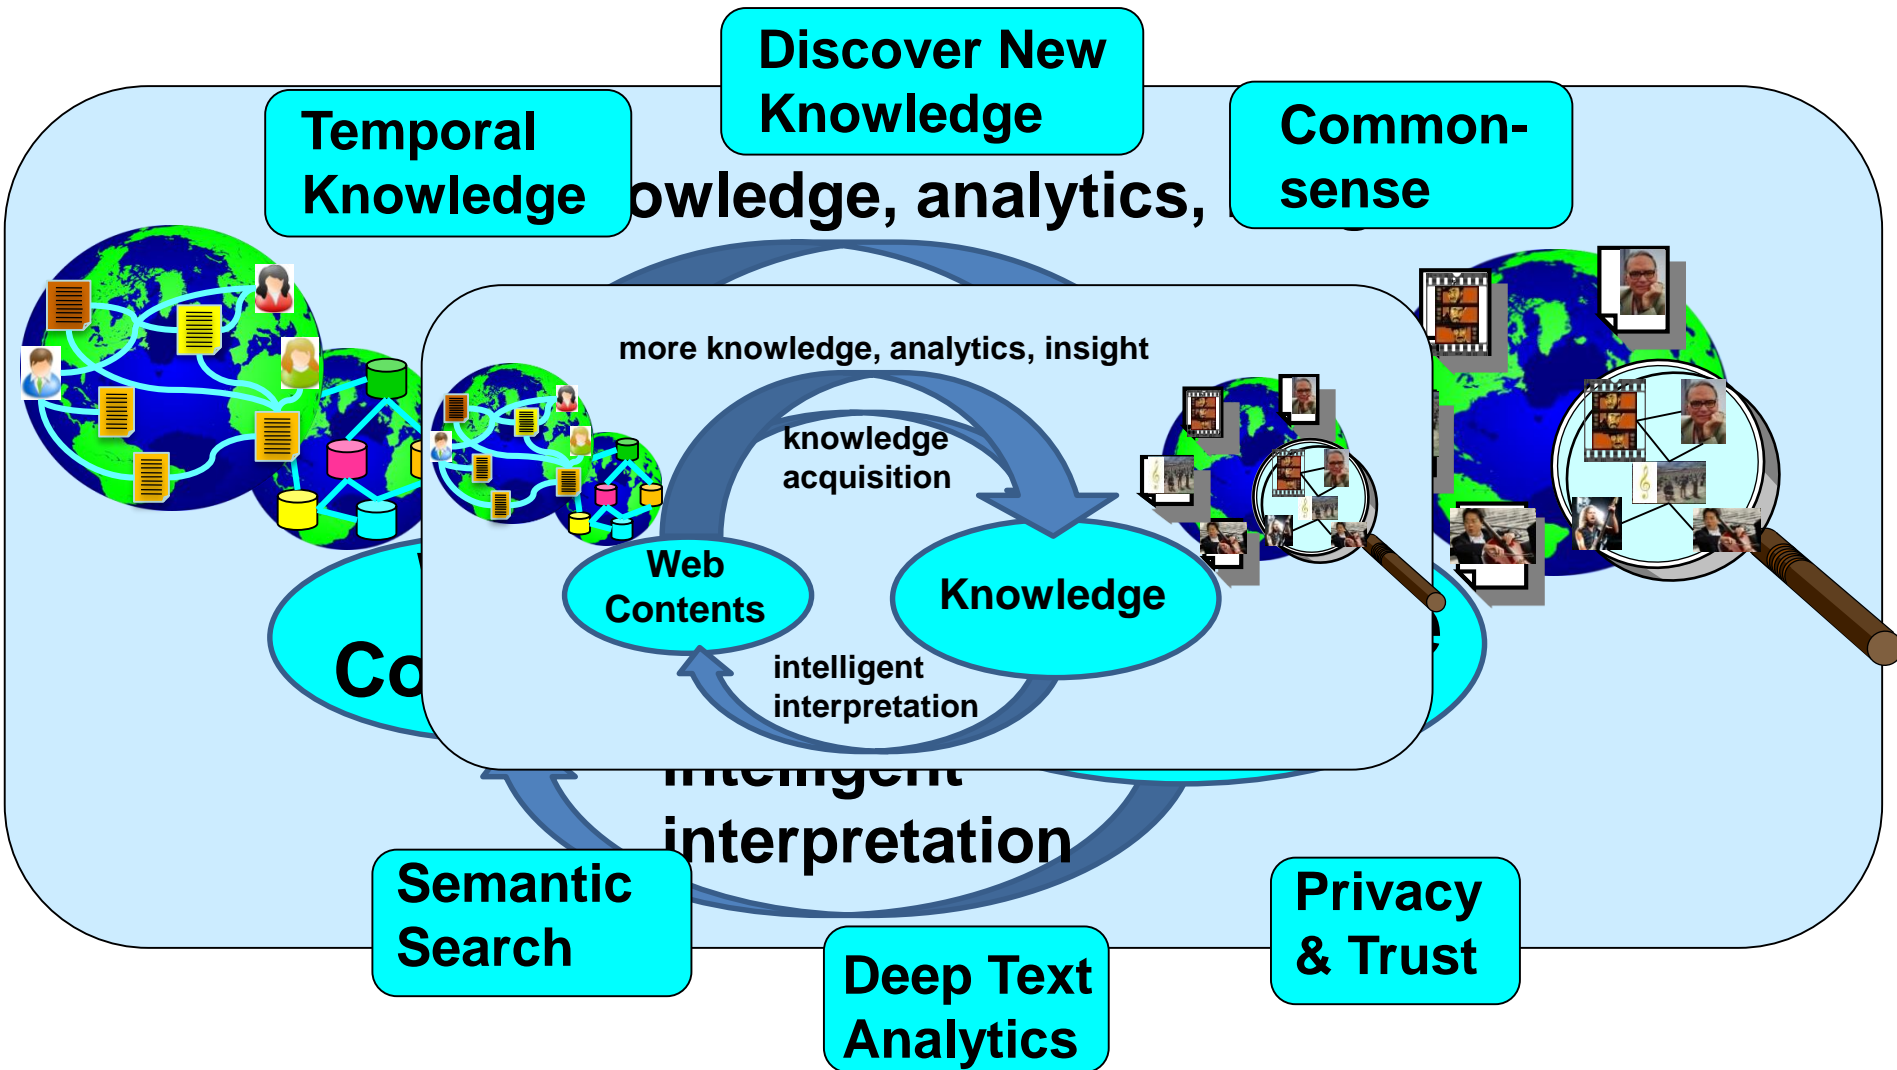 Discover New
Knowledge
Temporal
Knowledge
Common-
sense
owledge, analytics,
more knowledge, analytics, insight
knowledge
acquisition
Web
Contents
Knowledge
Co
intelligent
interpretation
intelligent
interpretation
Semantic
Search
Privacy
& Trust
Deep Text
Analytics